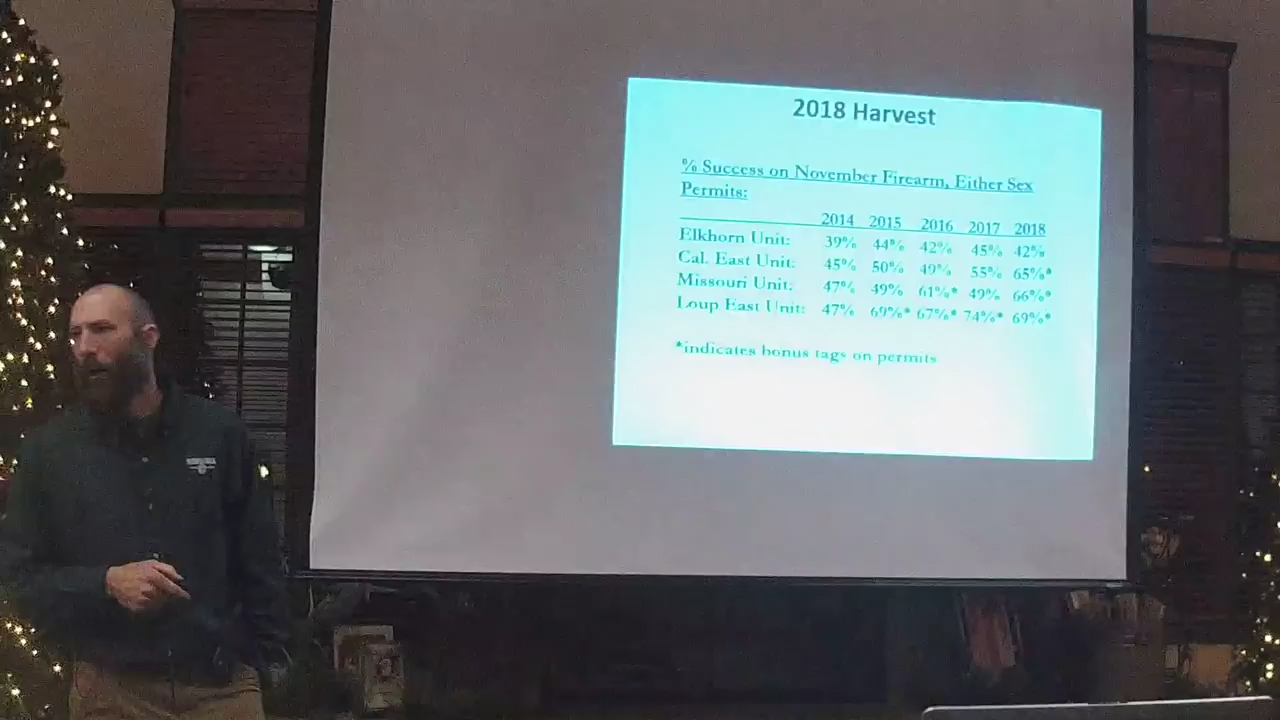 2018 Harvest
% Success on November Firearm, Either Sex
Permits:
2014 2015 2016 2017 2018
Elkhorn Unit: 39% 44% 42% 45% 42%
Cal. East Unit: 45% 50% 49% 55% 65%*
Missouri Unit: 47% 49% 61%* 49% 66%*
Loup East Unit: 47% 69%* 67%* 74%* 69%*
*indicates bonus tags on permits